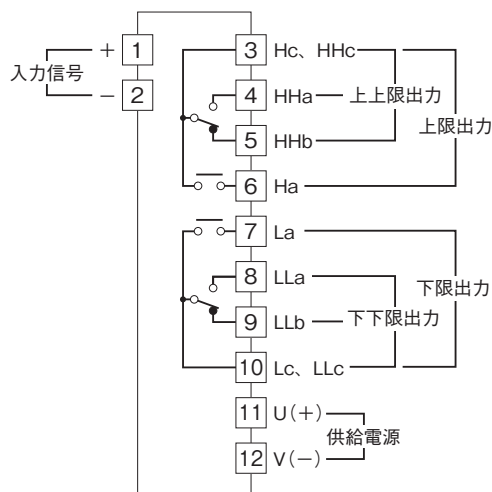 + 1
入力信号
− 2
3 Hc、HHc
4 HHa 上上限出力
5 HHb
上限出力
6 Ha
7 La
8 LLa
下限出力
9 LLb 下下限出力
10 Lc、LLc
11 U(+)
供給電源
12 V(−)